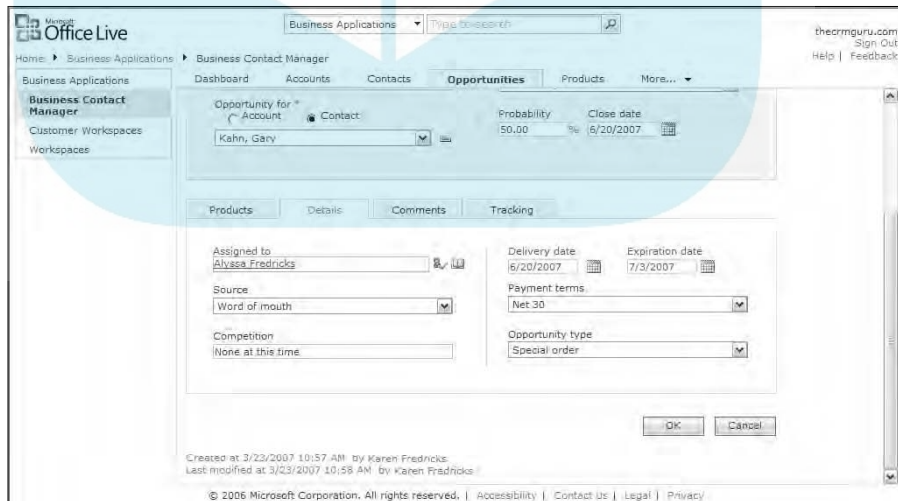 Microsoft
Office Live
Business Applications
Type to search
thecrmguru.com
Sign Out
Help | Feedback
Home Business Applications Business Contact Manager
Business Applications
Business Contact Manager
Customer Workspaces
Workspaces
Dashboard Accounts Contacts Opportunities Products More...
Opportunity for *
Account Contact
Kahn, Gary
Probability Close date
50.00 % 6/20/2007
Products Details Comments Tracking
Assigned to
Alyssa Fredricks
Source
Word of mouth
Competition
None at this time
Delivery date Expiration date
6/20/2007 7/3/2007
Payment terms
Net 30
Opportunity type
Special order
OK Cancel
Created at 3/23/2007 10:57 AM by Karen Fredricks
Last modified at 3/23/2007 10:58 AM by Karen Fredricks
© 2006 Microsoft Corporation. All rights reserved. | Accessibility | Contact Us | Legal | Privacy